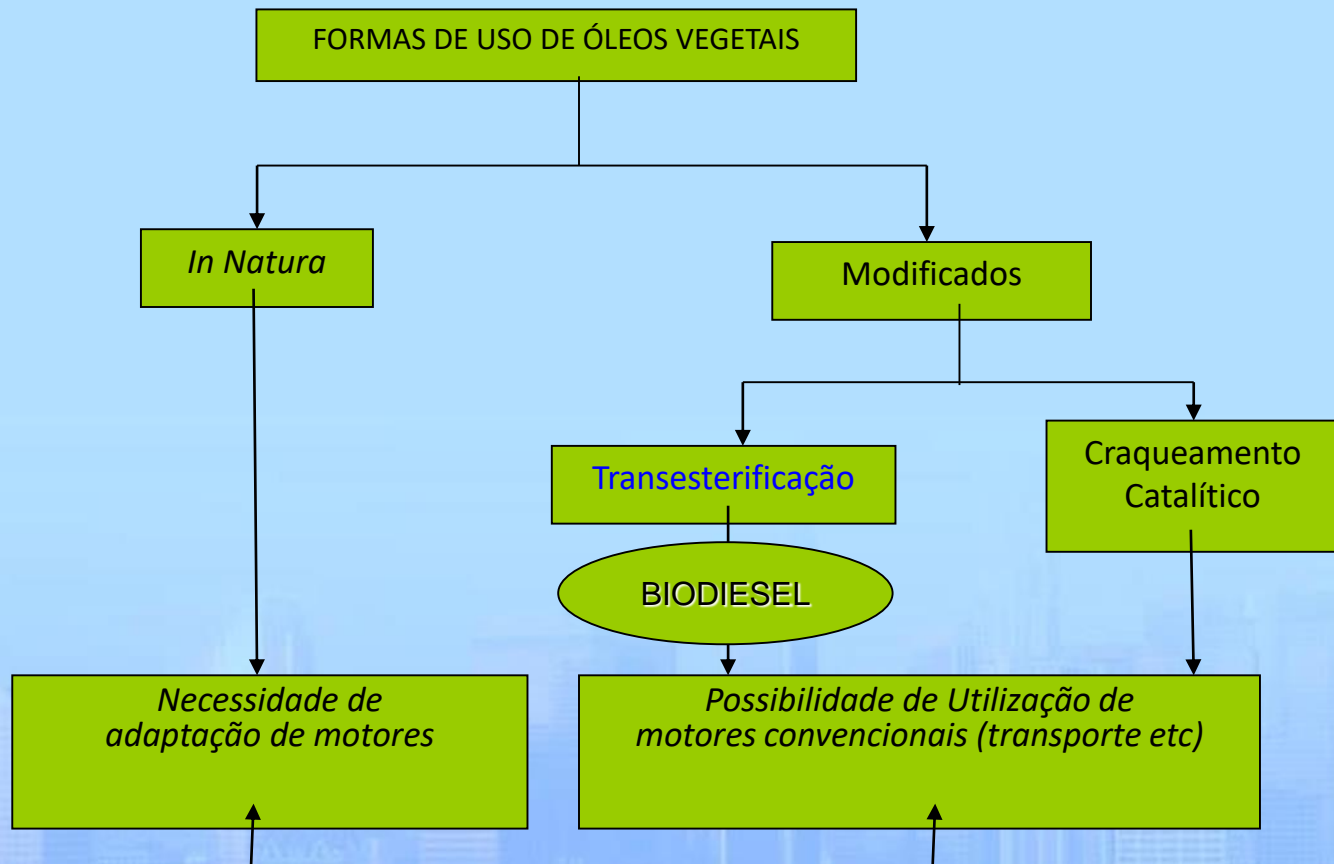 FORMAS DE USO DE ÓLEOS VEGETAIS
In Natura
Modificados
Transesterificação
Craqueamento
Catalítico
BIODIESEL
Necessidade de
adaptação de motores
Possibilidade de Utilização de
motores convencionais (transporte etc)